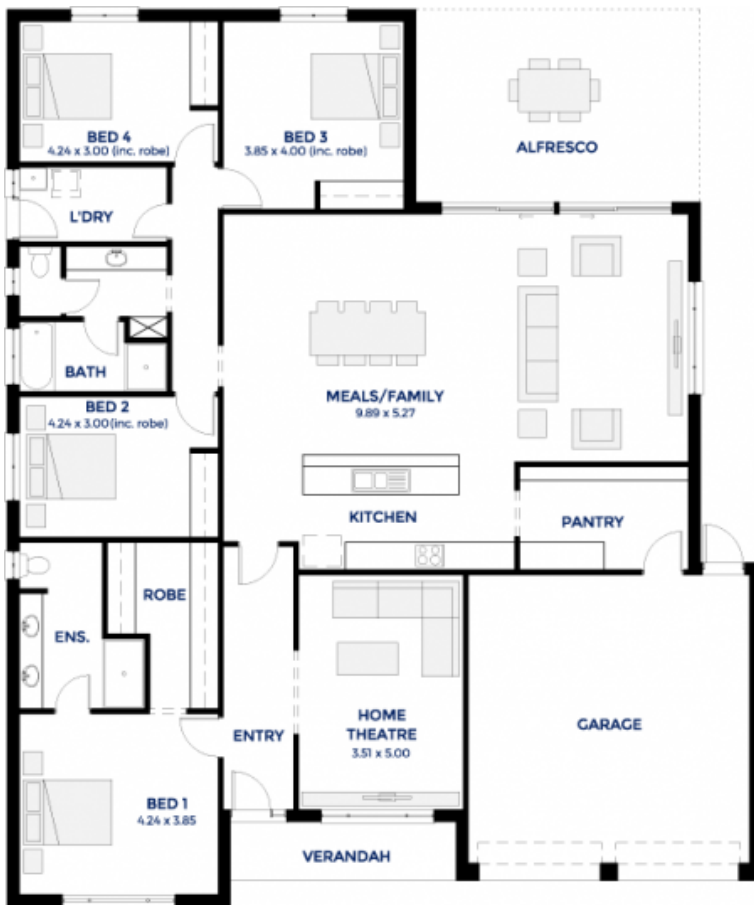 BED 4
4.24 x 3.00 (inc. robe)
BED 3
3.85 x 4.00 (inc. robe)
ALFRESCO
L'DRY
BATH
MEALS/FAMILY
9.89 x 5.27
BED 2
4.24 x 3.00 (inc. robe)
KITCHEN
PANTRY
ROBE
ENS.
ENTRY
HOME
THEATRE
3.51 x 5.00
GARAGE
BED 1
4.24 x 3.85
VERANDAH